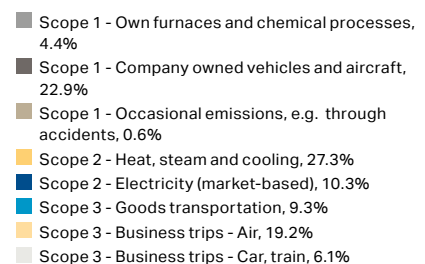 Scope 1 - Own furnaces and chemical processes,
4.4%
Scope 1 - Company owned vehicles and aircraft,
22.9%
Scope 1 - Occasional emissions, e.g. through
accidents, 0.6%
Scope 2 - Heat, steam and cooling, 27.3%
Scope 2 - Electricity (market-based), 10.3%
Scope 3 - Goods transportation, 9.3%
Scope 3 - Business trips - Air, 19.2%
Scope 3 - Business trips - Car, train, 6.1%